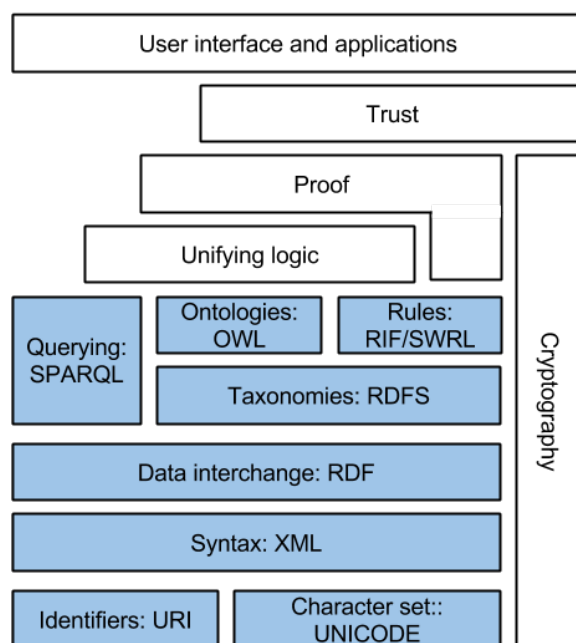 User interface and applications
Trust
Proof
Unifying logic
Querying:
SPARQL
Ontologies:
OWL
Rules:
RIF/SWRL
Taxonomies: RDFS
Cryptography
Data interchange: RDF
Syntax: XML
Identifiers: URI
Character set::
UNICODE